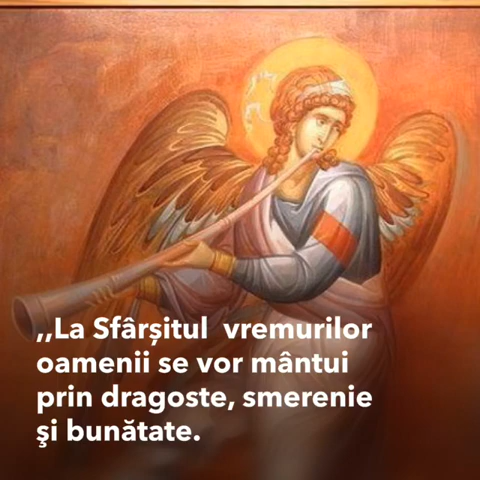 ,,La Sfârșitul  vremurilor
oamenii se vor mântui
prin dragoste, smerenie
şi bunătate.